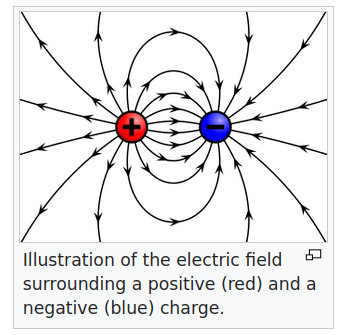 +
−
Illustration of the electric field
surrounding a positive (red) and a
negative (blue) charge.